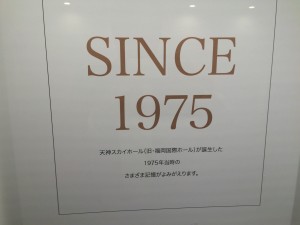 SINCE
1975
天神スカイホール(旧・福岡国際ホール)が誕生した
1975年当時の
さまざま記憶がよみがえります。